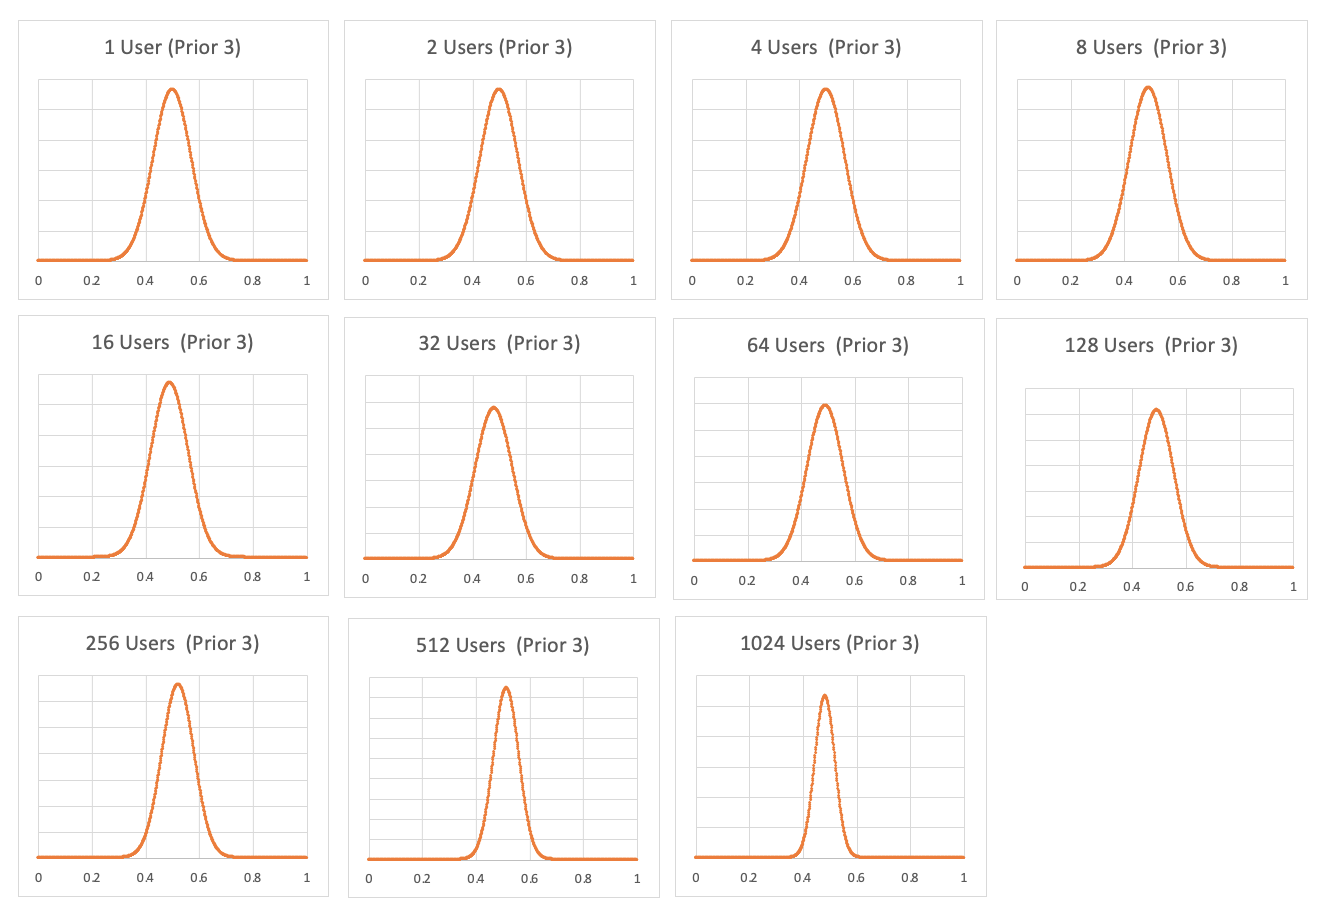 1 User (Prior 3)
0 0.2 0.4 0.6 0.8 1
2 Users (Prior 3)
0 0.2 0.4 0.6 0.8 1
4 Users  (Prior 3)
0 0.2 0.4 0.6 0.8 1
8 Users  (Prior 3)
0 0.2 0.4 0.6 0.8 1
16 Users  (Prior 3)
0 0.2 0.4 0.6 0.8 1
32 Users  (Prior 3)
0 0.2 0.4 0.6 0.8 1
64 Users  (Prior 3)
0 0.2 0.4 0.6 0.8 1
128 Users  (Prior 3)
0 0.2 0.4 0.6 0.8 1
256 Users  (Prior 3)
0 0.2 0.4 0.6 0.8 1
512 Users  (Prior 3)
0 0.2 0.4 0.6 0.8 1
1024 Users (Prior 3)
0 0.2 0.4 0.6 0.8 1